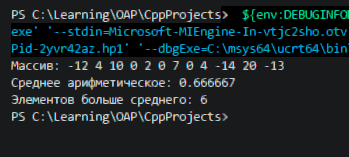 PS C:\Learning\OAP\CppProjects> ${env:DEBUGINFO
exe' '--stdin=Microsoft-MIEngine-In-vtjc2sho.otv
Pid-2yvr42az.hp1' '--dbgExe=C:\msys64\ucrt64\bin
Массив: -12 4 10 0 2 0 7 0 4 -14 20 -13
Среднее арифметическое: 0.666667
Элементов больше среднего: 6
PS C:\Learning\OAP\CppProjects>